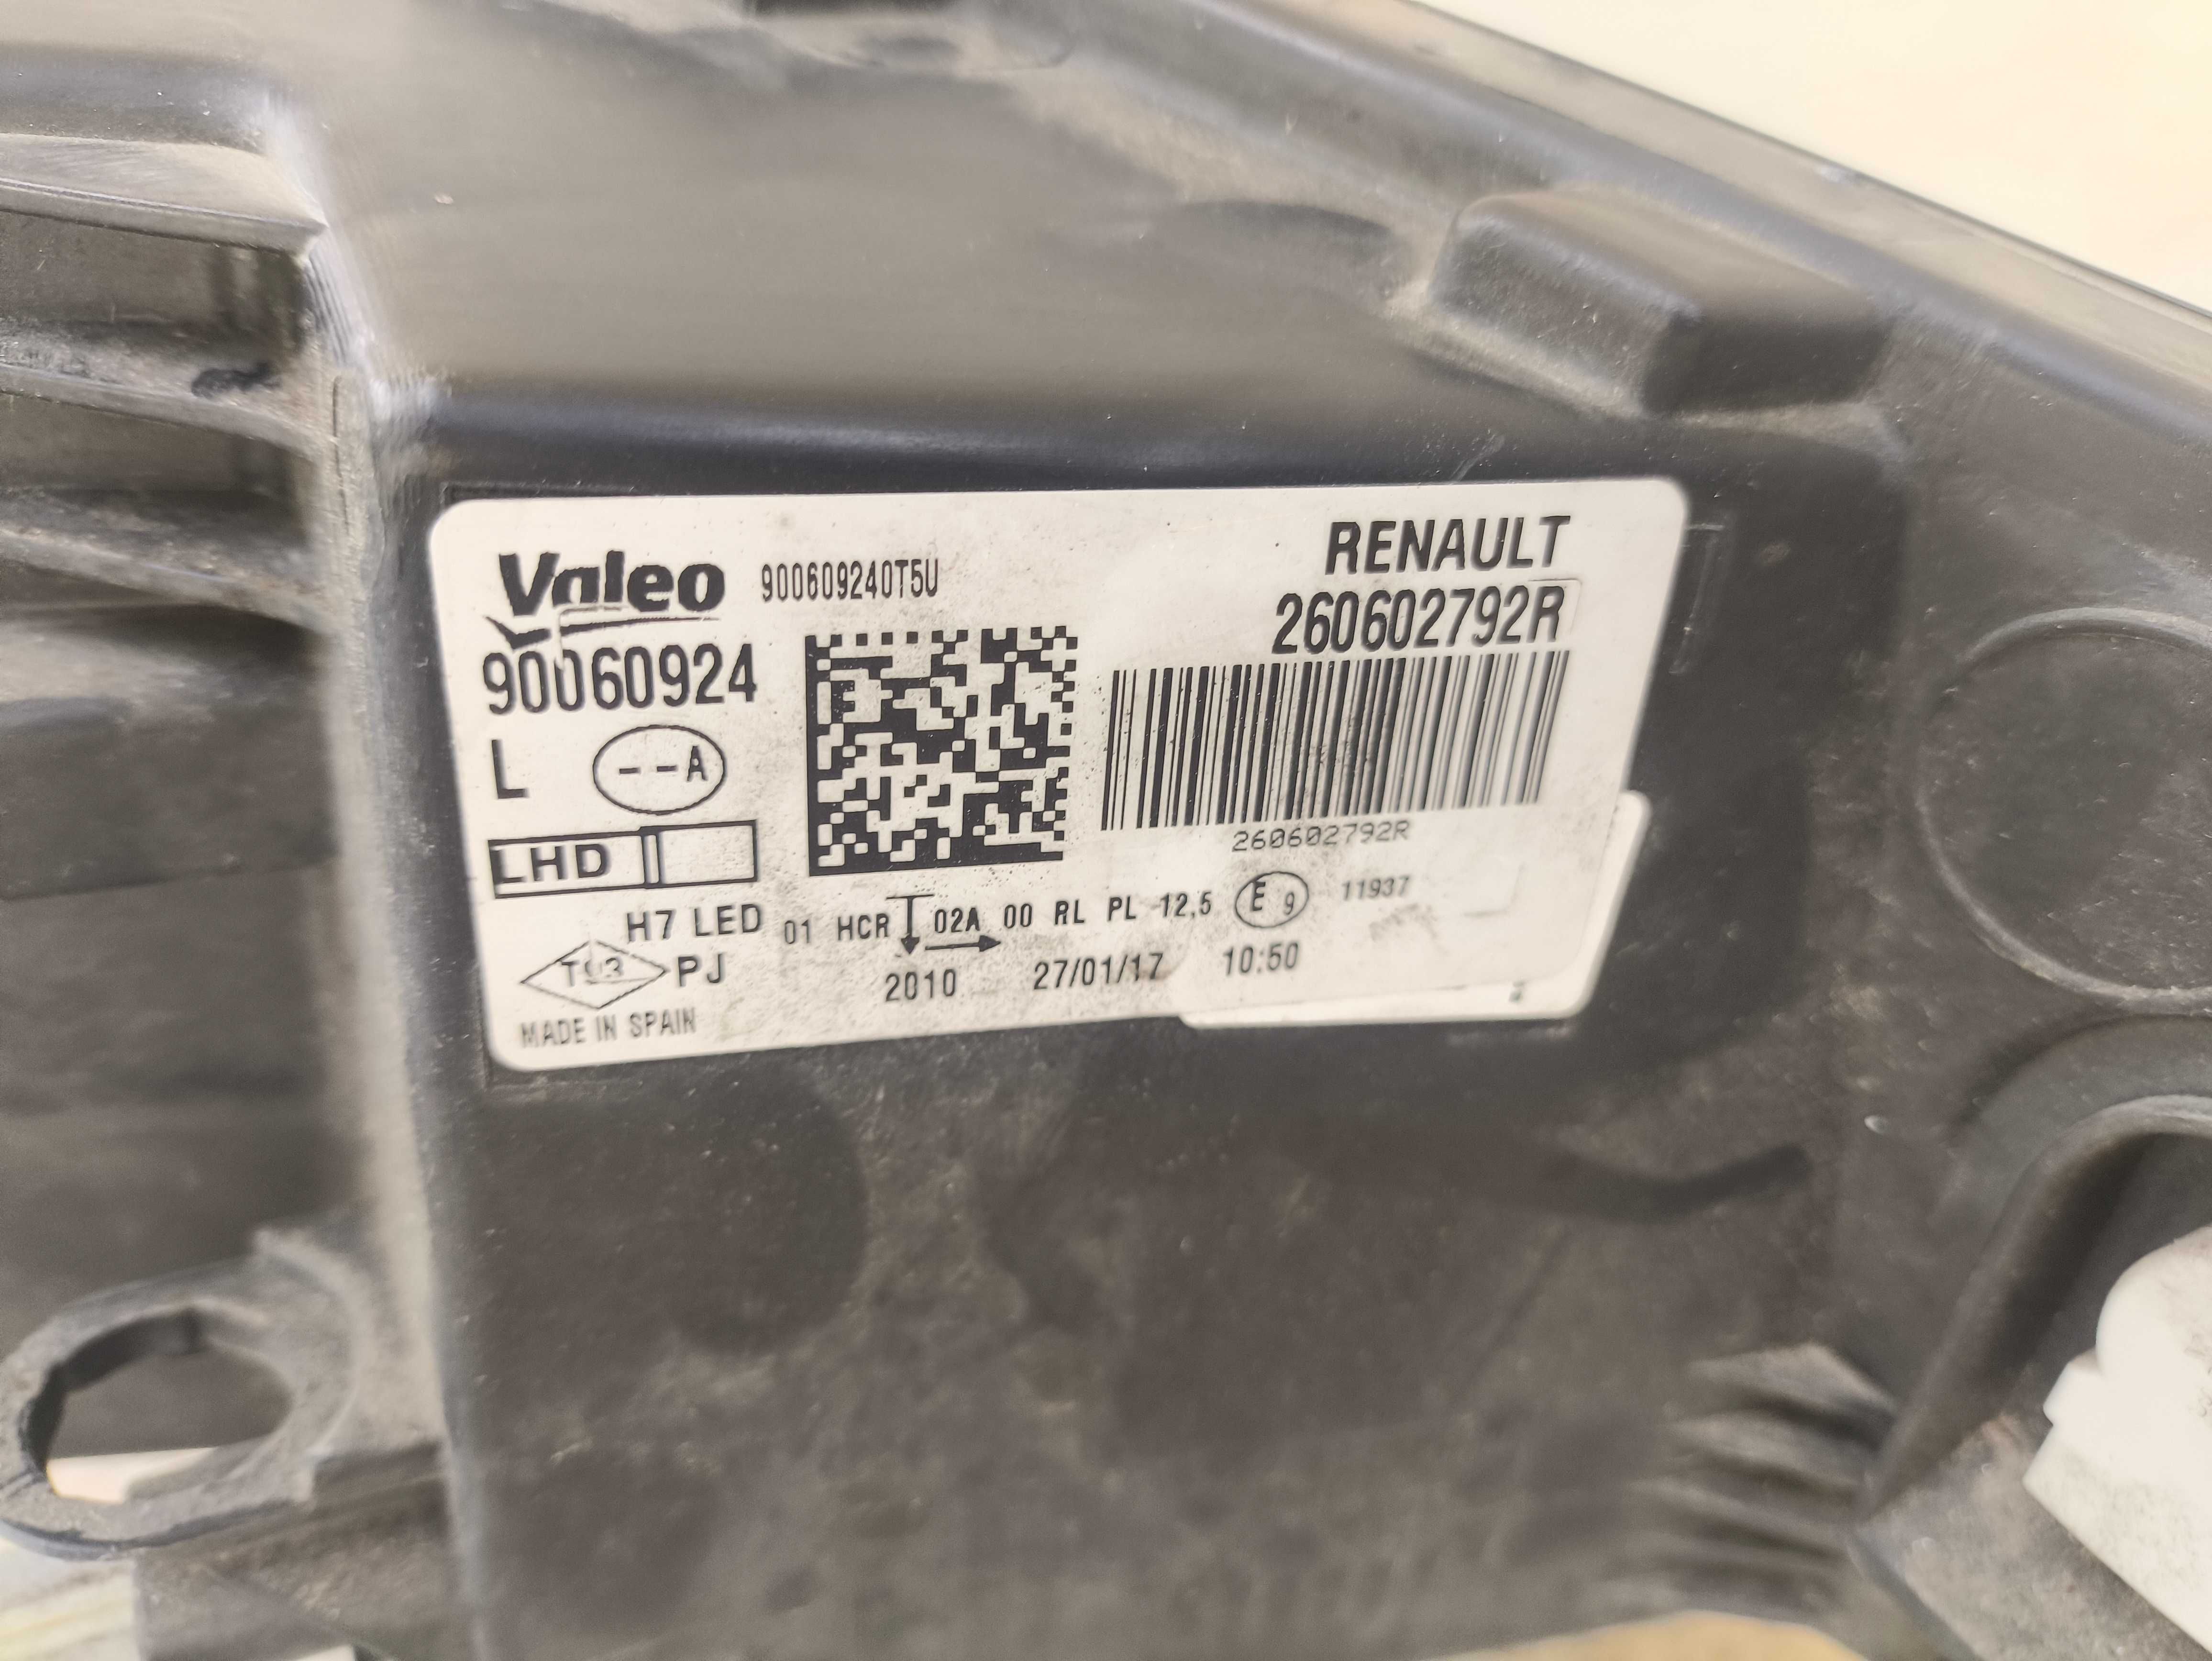 Valeo 900609240T5U
RENAULT
260602792R
90060924
L --A
LHD
260602792R
H7 LED 01 HCR 02A 00 RL PL 12,5 E 9 11937
PJ 2010 27/01/17 10:50
MADE IN SPAIN